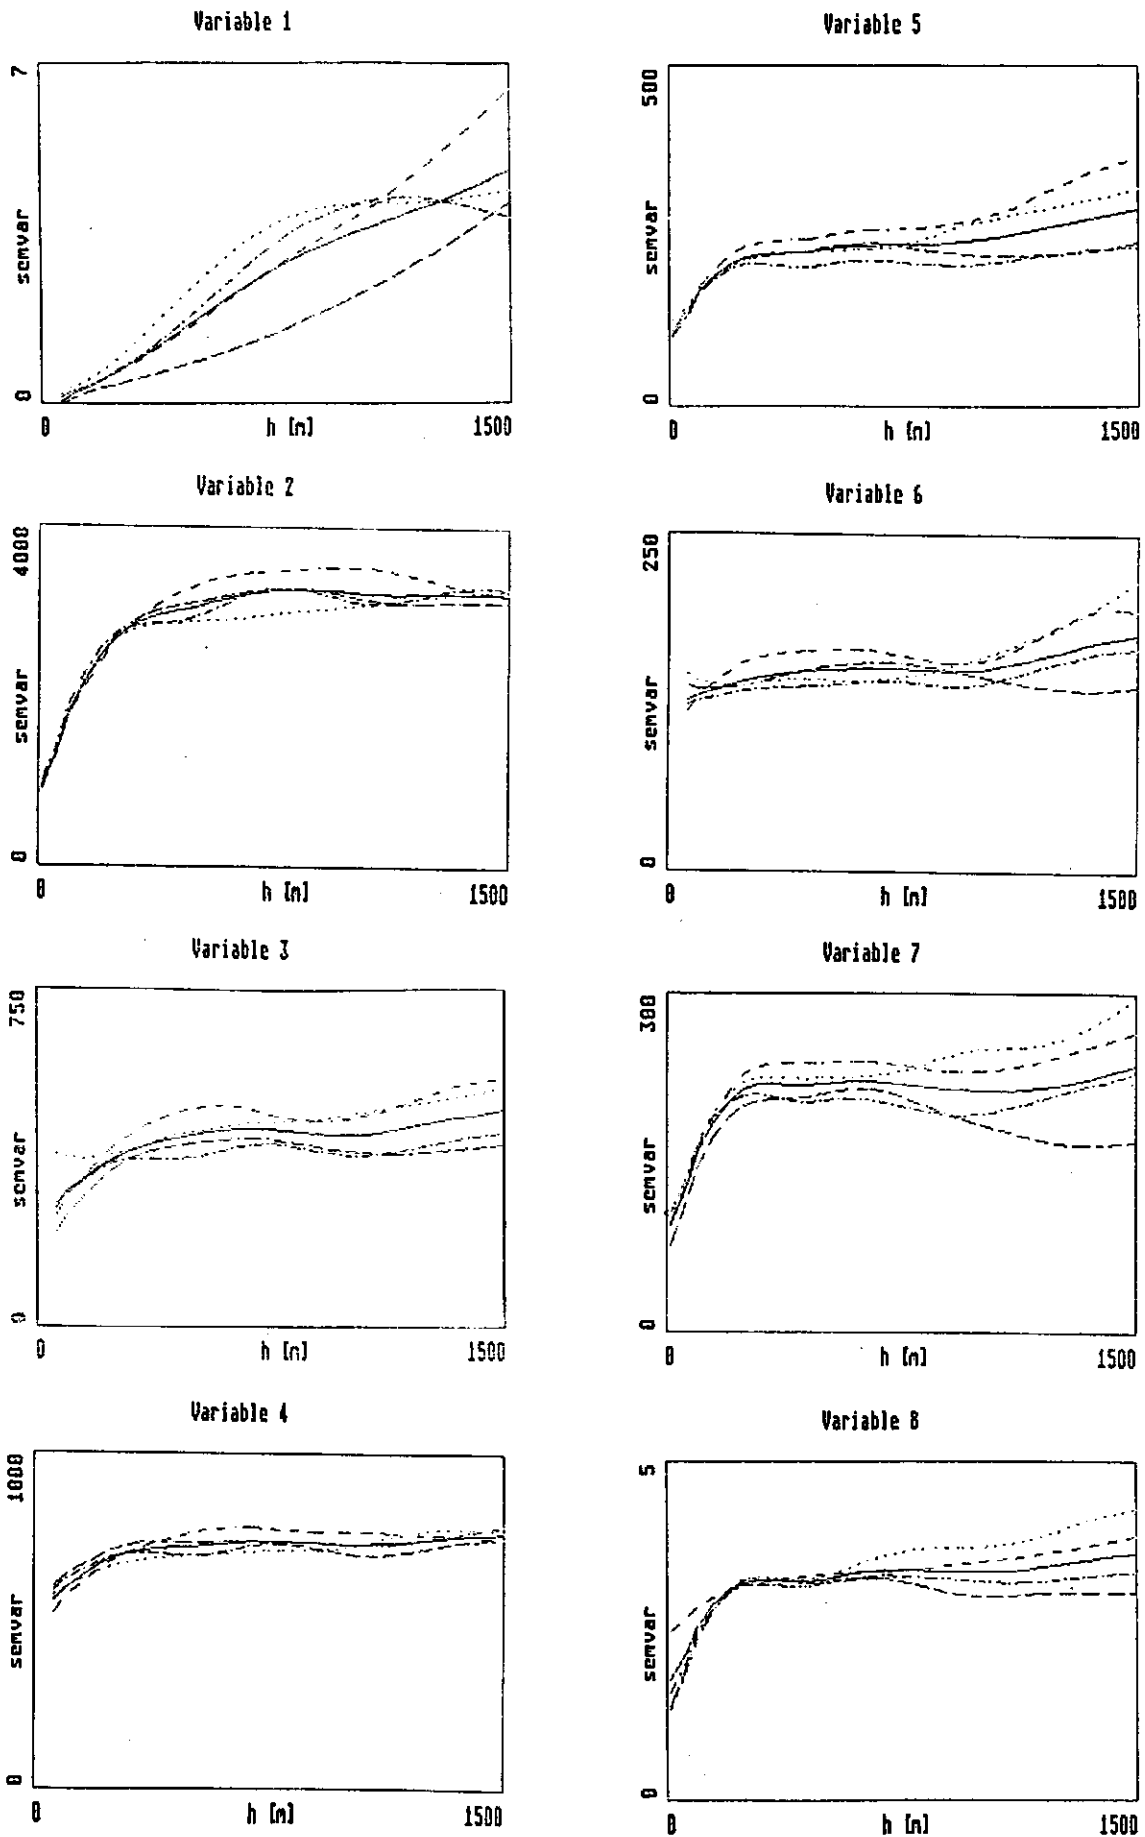 Variable 1
7
semvar
0
0
h [m]
1500
Variable 2
4000
semvar
0
0
h [m]
1500
Variable 3
750
semvar
0
0
h [m]
1500
Variable 4
1000
semvar
0
0
h [m]
1500
Variable 5
500
semvar
0
0
h [m]
1500
Variable 6
250
semvar
0
0
h [m]
1500
Variable 7
300
semvar
0
0
h [m]
1500
Variable 8
5
semvar
0
0
h [m]
1500